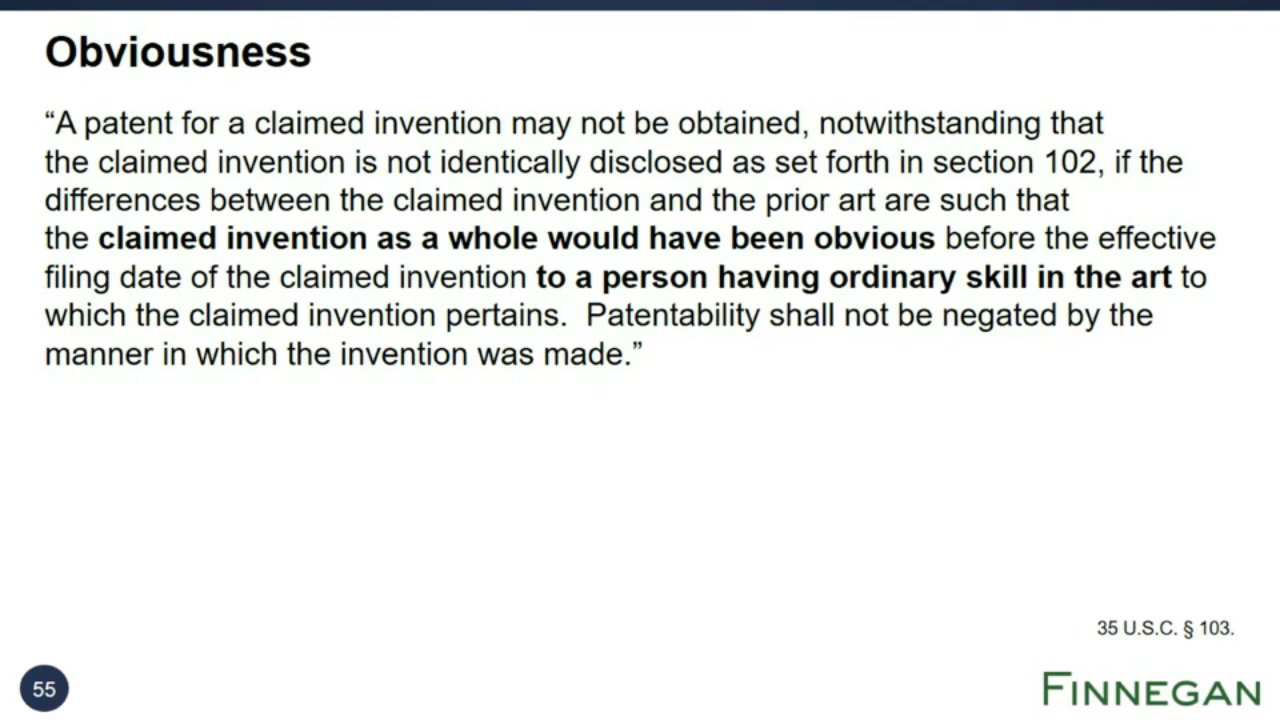 Obviousness
“A patent for a claimed invention may not be obtained, notwithstanding that
the claimed invention is not identically disclosed as set forth in section 102, if the
differences between the claimed invention and the prior art are such that
the claimed invention as a whole would have been obvious before the effective
filing date of the claimed invention to a person having ordinary skill in the art to
which the claimed invention pertains.  Patentability shall not be negated by the
manner in which the invention was made.”
35 U.S.C. § 103.
55
FINNEGAN